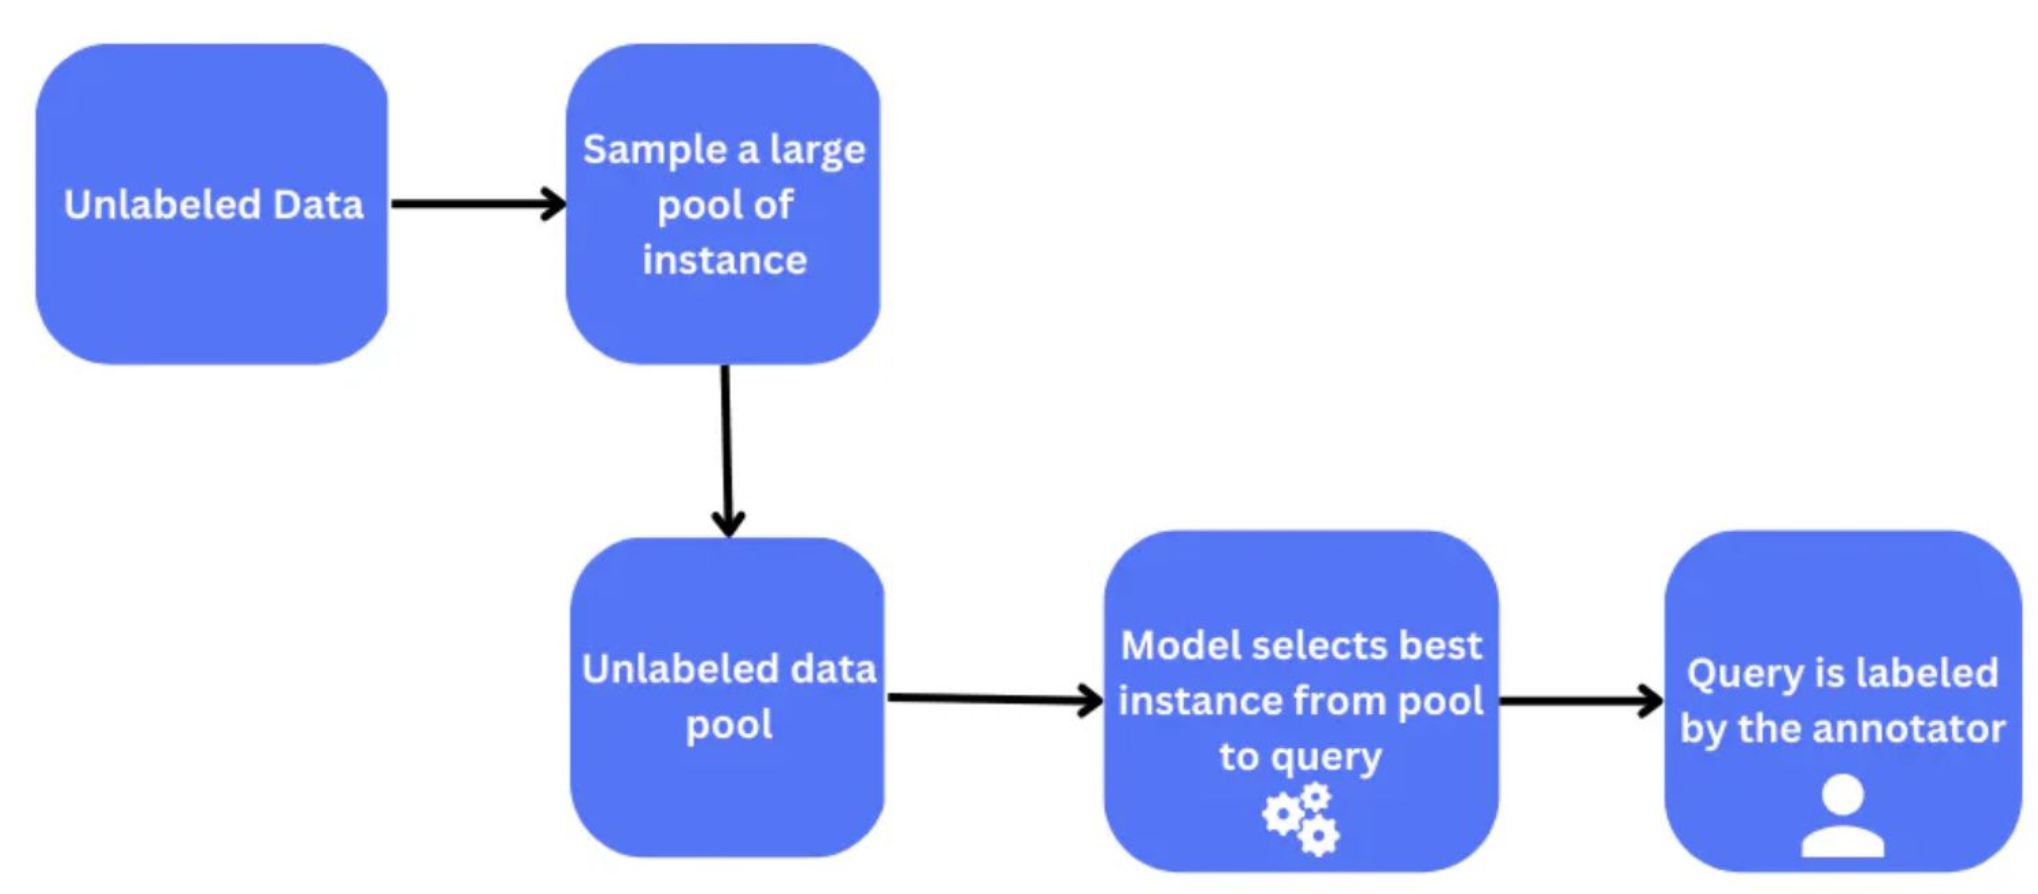 Unlabeled Data
Sample a large
pool of
instance
Unlabeled data
pool
Model selects best
instance from pool
to query
Query is labeled
by the annotator